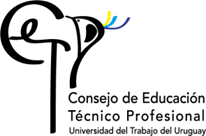 Consejo de Educación
Técnico Profesional
Universidad del Trabajo del Uruguay